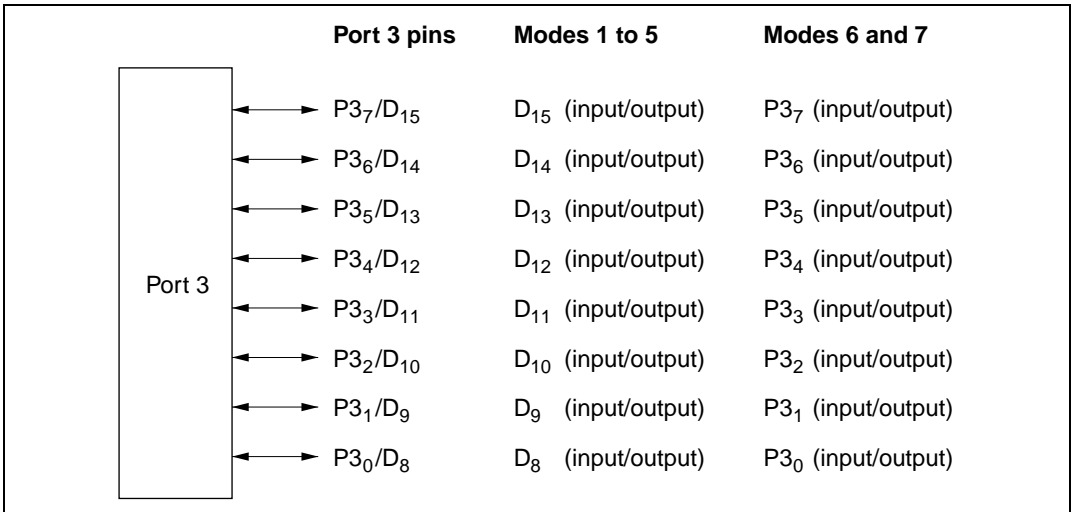 Port 3 pins Modes 1 to 5 Modes 6 and 7
P3₇/D₁₅ D₁₅ (input/output) P3₇ (input/output)
P3₆/D₁₄ D₁₄ (input/output) P3₆ (input/output)
P3₅/D₁₃ D₁₃ (input/output) P3₅ (input/output)
P3₄/D₁₂ D₁₂ (input/output) P3₄ (input/output)
Port 3
P3₃/D₁₁ D₁₁ (input/output) P3₃ (input/output)
P3₂/D₁₀ D₁₀ (input/output) P3₂ (input/output)
P3₁/D₉ D₉ (input/output) P3₁ (input/output)
P3₀/D₈ D₈ (input/output) P3₀ (input/output)